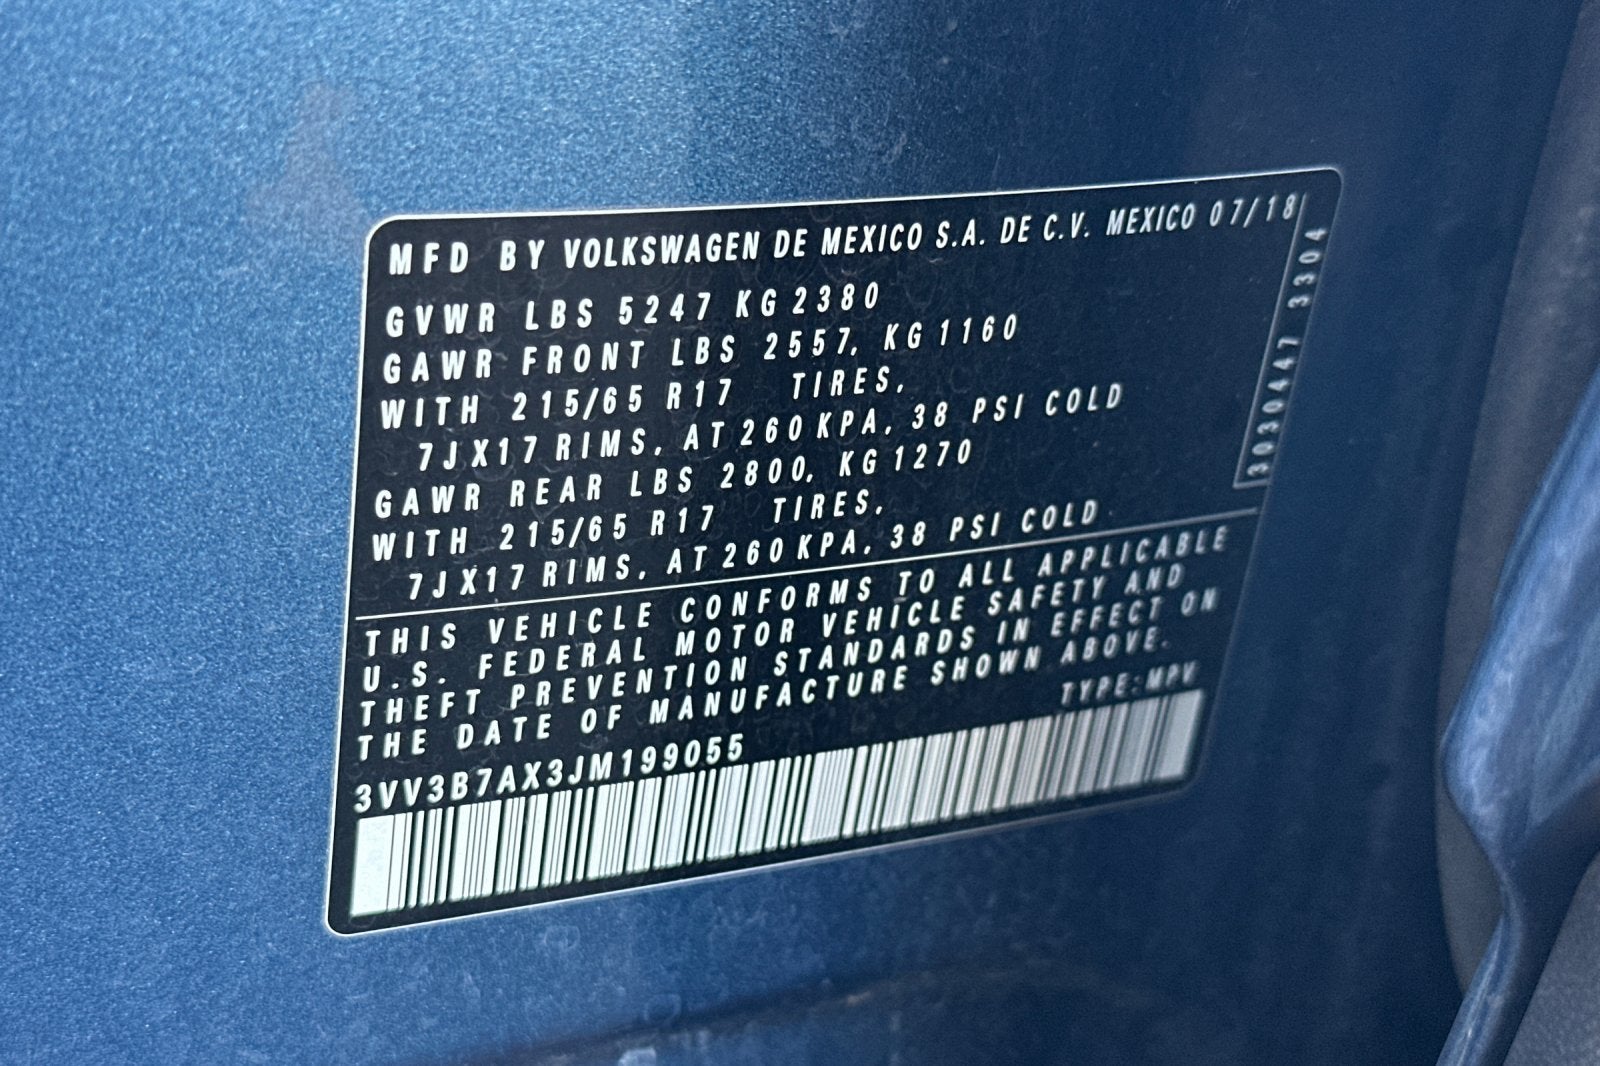 MFD BY VOLKSWAGEN DE MEXICO S.A. DE C.V. MEXICO 07/18
GVWR LBS 5247 KG 2380
GAWR FRONT LBS 2557, KG 1160
WITH 215/65 R17 TIRES,
7JX17 RIMS, AT 260 KPA, 38 PSI COLD
GAWR REAR LBS 2800, KG 1270
WITH 215/65 R17 TIRES,
7JX17 RIMS, AT 260 KPA, 38 PSI COLD
3030447 3304
THIS VEHICLE CONFORMS TO ALL APPLICABLE
U.S. FEDERAL MOTOR VEHICLE SAFETY AND
THEFT PREVENTION STANDARDS IN EFFECT ON
THE DATE OF MANUFACTURE SHOWN ABOVE.
TYPE: MPV
3VV3B7AX3JM199055